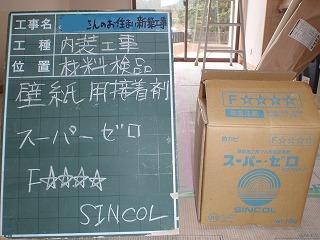 工事名
さんのお住まい新築工事
工種 内装工事
位置 材料検品
壁紙用接着剤
スーパーゼロ
F☆☆☆☆
SINCOL
F☆☆☆☆
F☆☆☆☆
スーパーゼロ
SINCOL